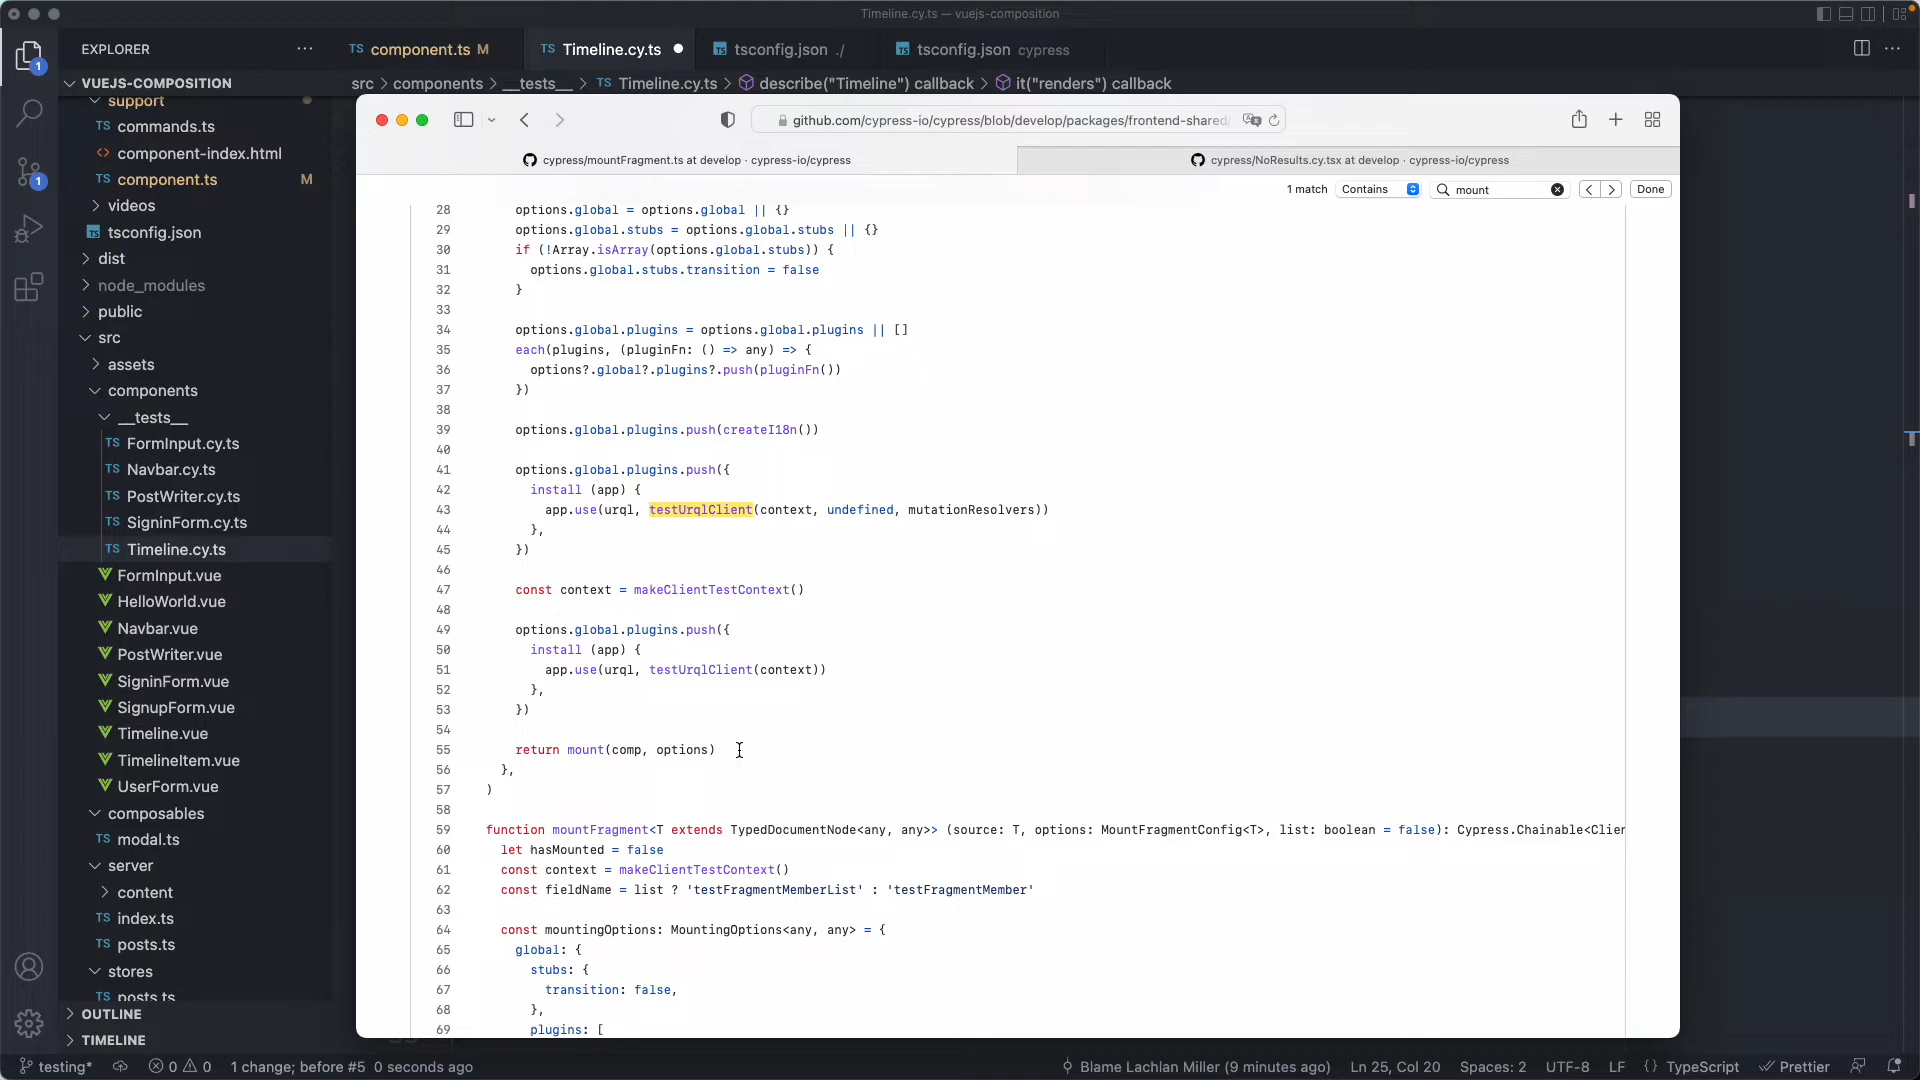 Timeline.cy.ts — vuejs-composition
EXPLORER
TS component.ts M
TS Timeline.cy.ts
TS tsconfig.json ./
TS tsconfig.json cypress
VUEJS-COMPOSITION
src > components > __tests__ > TS Timeline.cy.ts > describe("Timeline") callback > it("renders") callback
support
TS commands.ts
<> component-index.html
TS component.ts M
videos
TS tsconfig.json
dist
node_modules
public
src
assets
components
__tests__
TS FormInput.cy.ts
TS Navbar.cy.ts
TS PostWriter.cy.ts
TS SigninForm.cy.ts
TS Timeline.cy.ts
FormInput.vue
HelloWorld.vue
Navbar.vue
PostWriter.vue
SigninForm.vue
SignupForm.vue
Timeline.vue
TimelineItem.vue
UserForm.vue
composables
TS modal.ts
server
content
TS index.ts
TS posts.ts
stores
TS posts.ts
OUTLINE
TIMELINE
1
1
github.com/cypress-io/cypress/blob/develop/packages/frontend-shared/
cypress/mountFragment.ts at develop · cypress-io/cypress
cypress/NoResults.cy.tsx at develop · cypress-io/cypress
1 match Contains mount Done
28 options.global = options.global || {}
29 options.global.stubs = options.global.stubs || {}
30 if (!Array.isArray(options.global.stubs)) {
31 options.global.stubs.transition = false
32 }
33
34 options.global.plugins = options.global.plugins || []
35 each(plugins, (pluginFn: () => any) => {
36 options?.global?.plugins?.push(pluginFn())
37 })
38
39 options.global.plugins.push(createI18n())
40
41 options.global.plugins.push({
42 install (app) {
43 app.use(urql, testUrqlClient(context, undefined, mutationResolvers))
44 },
45 })
46
47 const context = makeClientTestContext()
48
49 options.global.plugins.push({
50 install (app) {
51 app.use(urql, testUrqlClient(context))
52 },
53 })
54
55 return mount(comp, options)
56 },
57 )
58
59 function mountFragment<T extends TypedDocumentNode<any, any>> (source: T, options: MountFragmentConfig<T>, list: boolean = false): Cypress.Chainable<Clien
60 let hasMounted = false
61 const context = makeClientTestContext()
62 const fieldName = list ? 'testFragmentMemberList' : 'testFragmentMember'
63
64 const mountingOptions: MountingOptions<any, any> = {
65 global: {
66 stubs: {
67 transition: false,
68 },
69 plugins: [
testing* 0 0 1 change; before #5 0 seconds ago Blame Lachlan Miller (9 minutes ago) Ln 25, Col 20 Spaces: 2 UTF-8 LF {} TypeScript Prettier